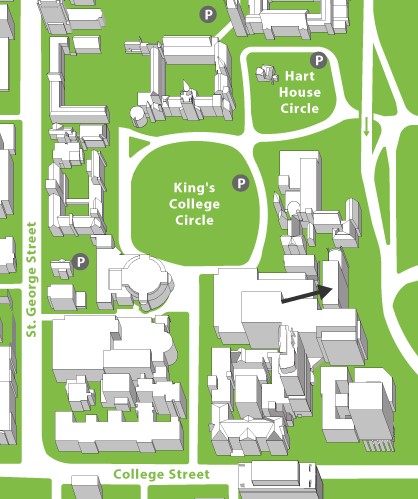 P
P
Hart
House
Circle
King's
College
Circle
P
St. George Street
P
College Street